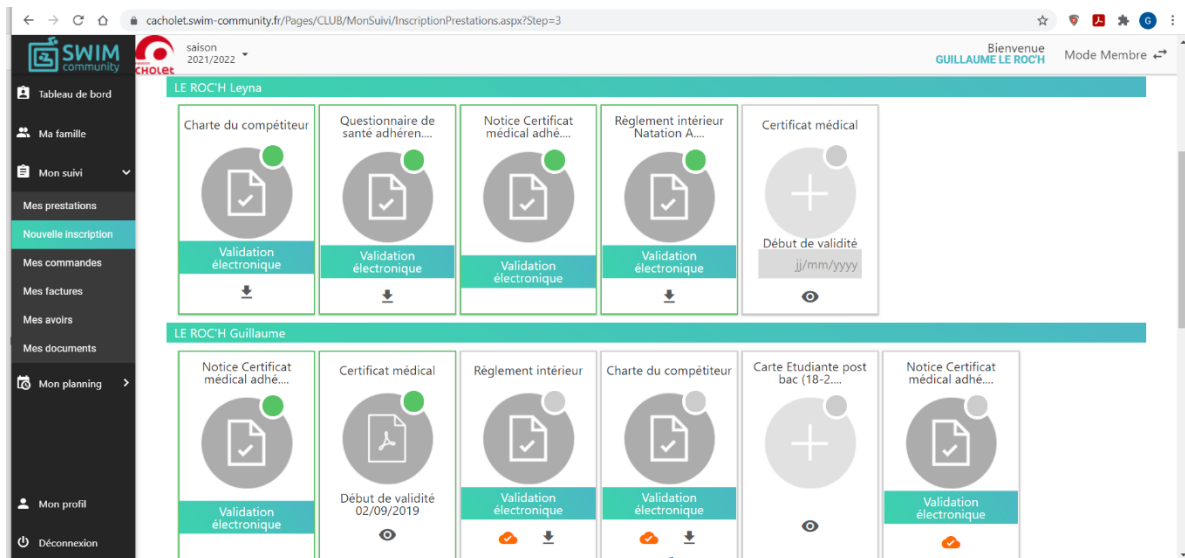 cacholet.swim-community.fr/Pages/CLUB/MonSuivi/InscriptionPrestations.aspx?Step=3
G
SWIM
community
CHOLET
saison
2021/2022
Bienvenue
GUILLAUME LE ROC'H
Mode Membre
Tableau de bord
Ma famille
Mon suivi
Mes prestations
Nouvelle inscription
Mes commandes
Mes factures
Mes avoirs
Mes documents
Mon planning
Mon profil
Déconnexion
LE ROC'H Leyna
Charte du compétiteur
Validation
électronique
Questionnaire de
santé adhéren....
Validation
électronique
Notice Certificat
médical adhé....
Validation
électronique
Règlement intérieur
Natation A....
Validation
électronique
Certificat médical
Début de validité
jj/mm/yyyy
LE ROC'H Guillaume
Notice Certificat
médical adhé....
Validation
électronique
Certificat médical
Début de validité
02/09/2019
Règlement intérieur
Validation
électronique
Charte du compétiteur
Validation
électronique
Carte Etudiante post
bac (18-2....
Notice Certificat
médical adhé....
Validation
électronique